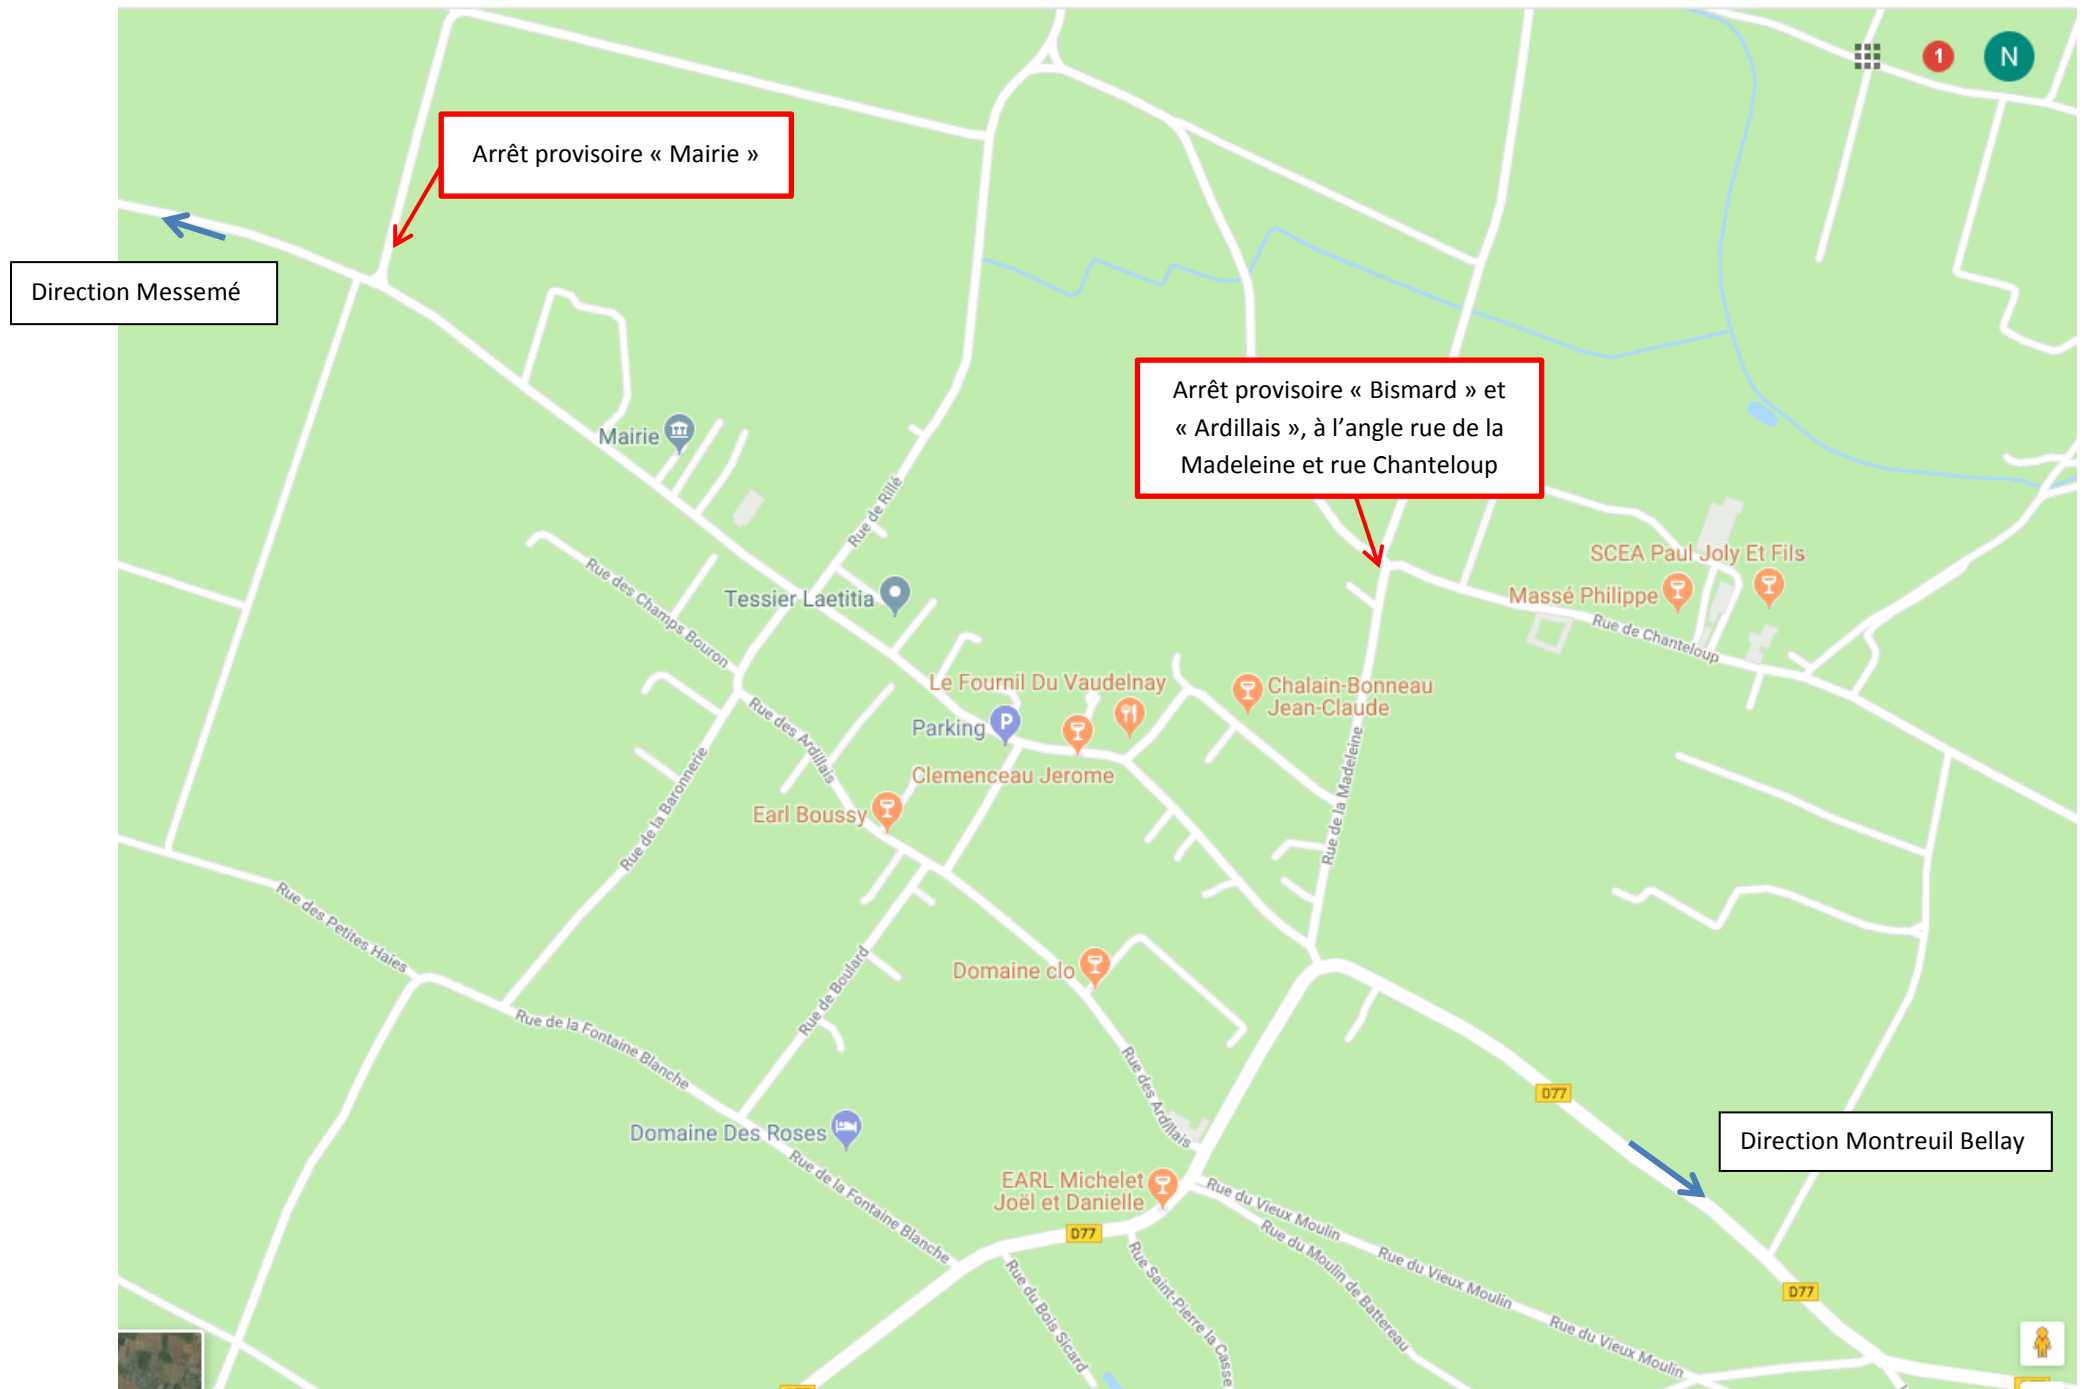 1
N
Arrêt provisoire « Mairie »
Direction Messemé
Arrêt provisoire « Bismard » et
« Ardillais », à l’angle rue de la
Madeleine et rue Chanteloup
Mairie
Rue de Rillé
SCEA Paul Joly Et Fils
Massé Philippe
Rue de Chanteloup
Rue des Champs Bouron
Tessier Laetitia
Le Fournil Du Vaudelnay
Chalain-Bonneau
Jean-Claude
Rue des Ardillais
Parking
P
Clemenceau Jerome
Rue de la Baronnerie
Earl Boussy
Rue de la Madeleine
Rue des Petites Haies
Rue de Boulard
Domaine clo
Rue de la Fontaine Blanche
Rue des Ardillais
D77
Domaine Des Roses
Direction Montreuil Bellay
Rue de la Fontaine Blanche
EARL Michelet
Joël et Danielle
Rue du Vieux Moulin
Rue du Moulin de Battereau
D77
Rue du Vieux Moulin
Rue du Bois Sicard
Rue Saint-Pierre la Casse
D77
Rue du Vieux Moulin